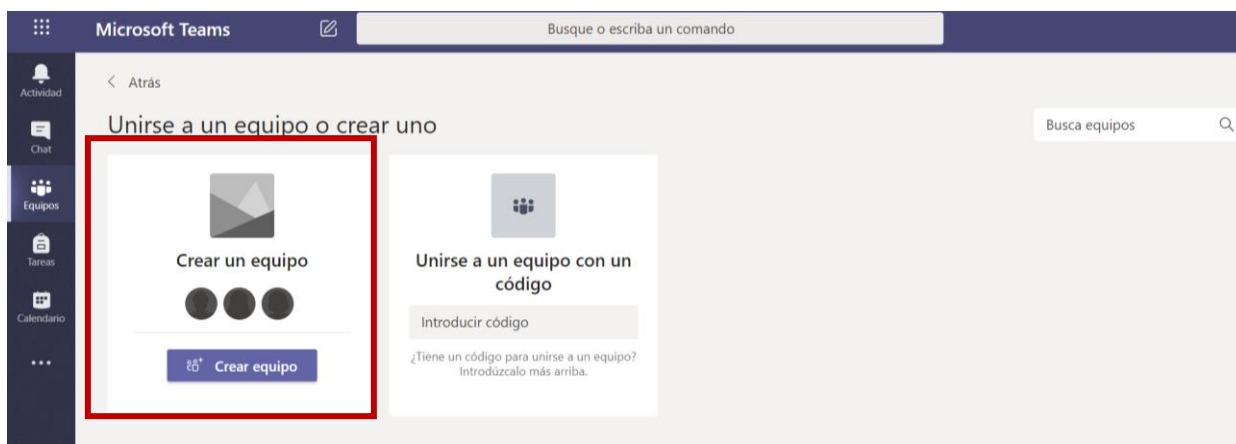 Microsoft Teams
Busque o escriba un comando
Actividad
Chat
Equipos
Tareas
Calendario
Atrás
Unirse a un equipo o crear uno
Busca equipos
Crear un equipo
Crear equipo
Unirse a un equipo con un
código
Introducir código
¿Tiene un código para unirse a un equipo?
Introdúzcalo más arriba.